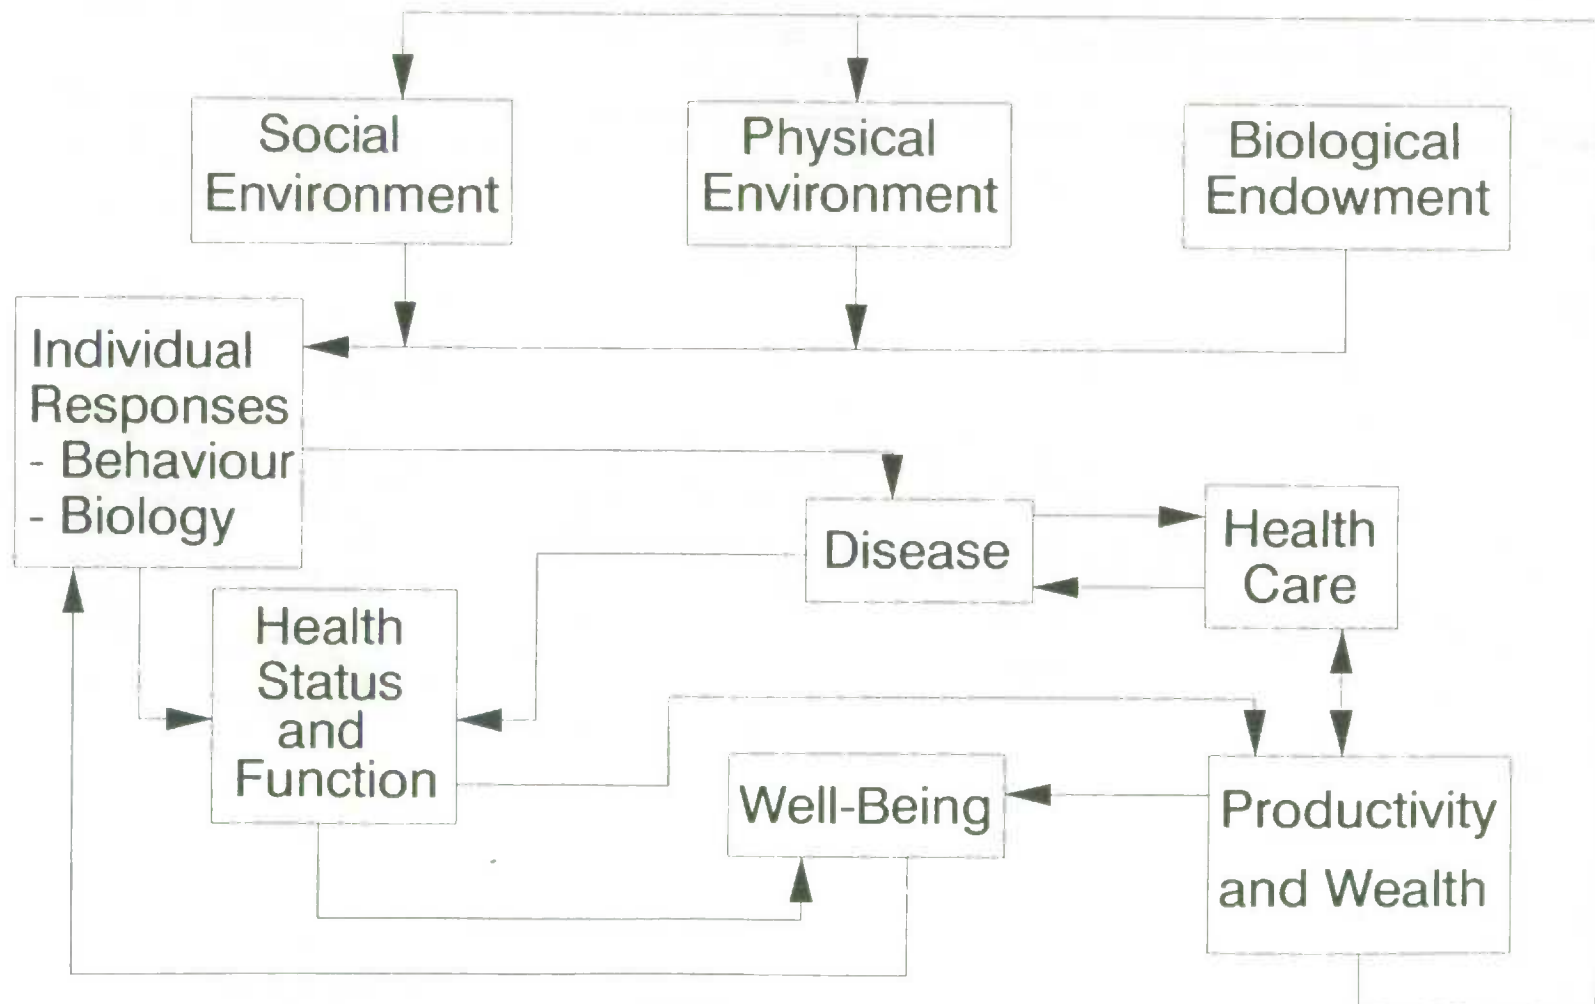 Social
Environment
Physical
Environment
Biological
Endowment
Individual
Responses
- Behaviour
- Biology
Disease
Health
Care
Health
Status
and
Function
Well-Being
Productivity
and Wealth